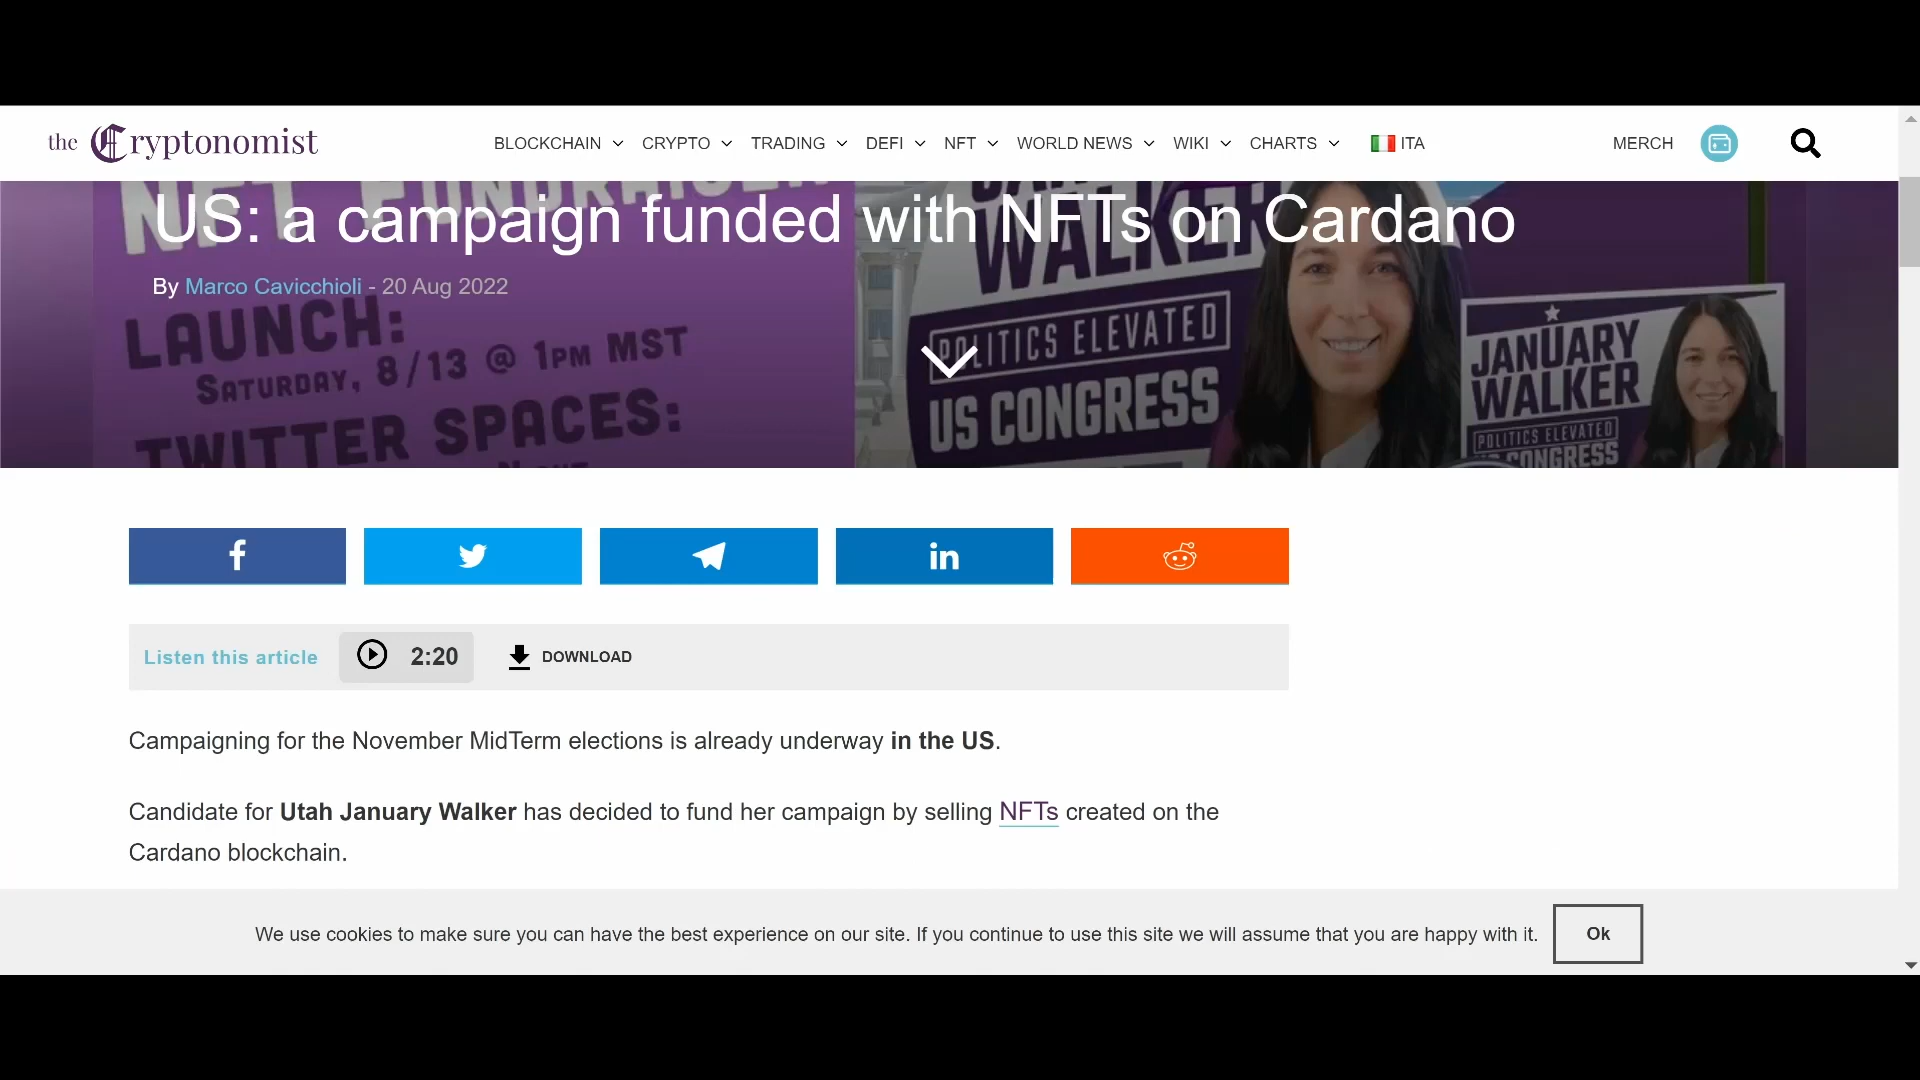 the Cryptonomist
BLOCKCHAIN CRYPTO TRADING DEFI NFT WORLD NEWS WIKI CHARTS ITA MERCH
NFT FUNDRAISER
US: a campaign funded with NFTs on Cardano
By Marco Cavicchioli - 20 Aug 2022
LAUNCH:
SATURDAY, 8/13 @ 1PM MST
TWITTER SPACES:
WALKER
POLITICS ELEVATED
US CONGRESS
JANUARY
WALKER
POLITICS ELEVATED
US CONGRESS
f in
Listen this article 2:20 DOWNLOAD
Campaigning for the November MidTerm elections is already underway in the US.
Candidate for Utah January Walker has decided to fund her campaign by selling NFTs created on the
Cardano blockchain.
We use cookies to make sure you can have the best experience on our site. If you continue to use this site we will assume that you are happy with it. Ok